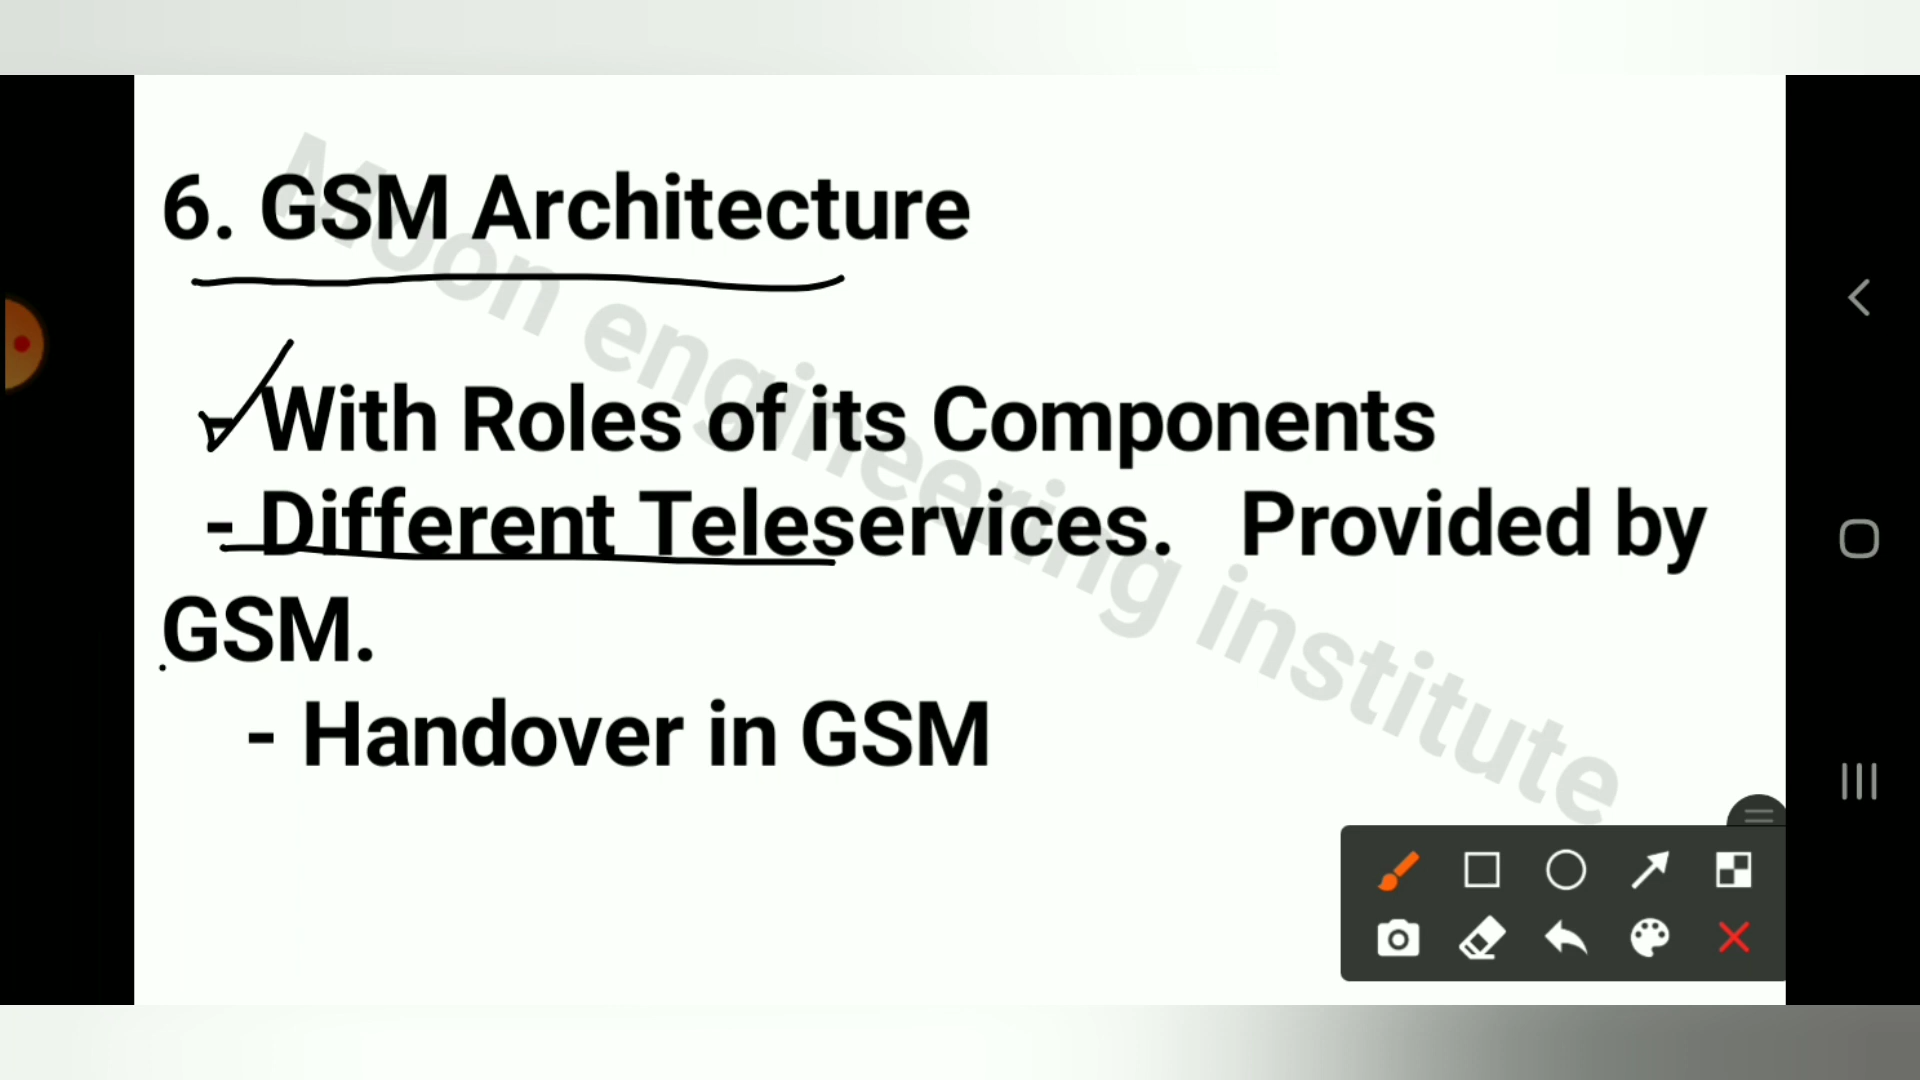 6. GSM Architecture
- With Roles of its Components
- Different Teleservices. Provided by
GSM.
- Handover in GSM
Moon engineering institute